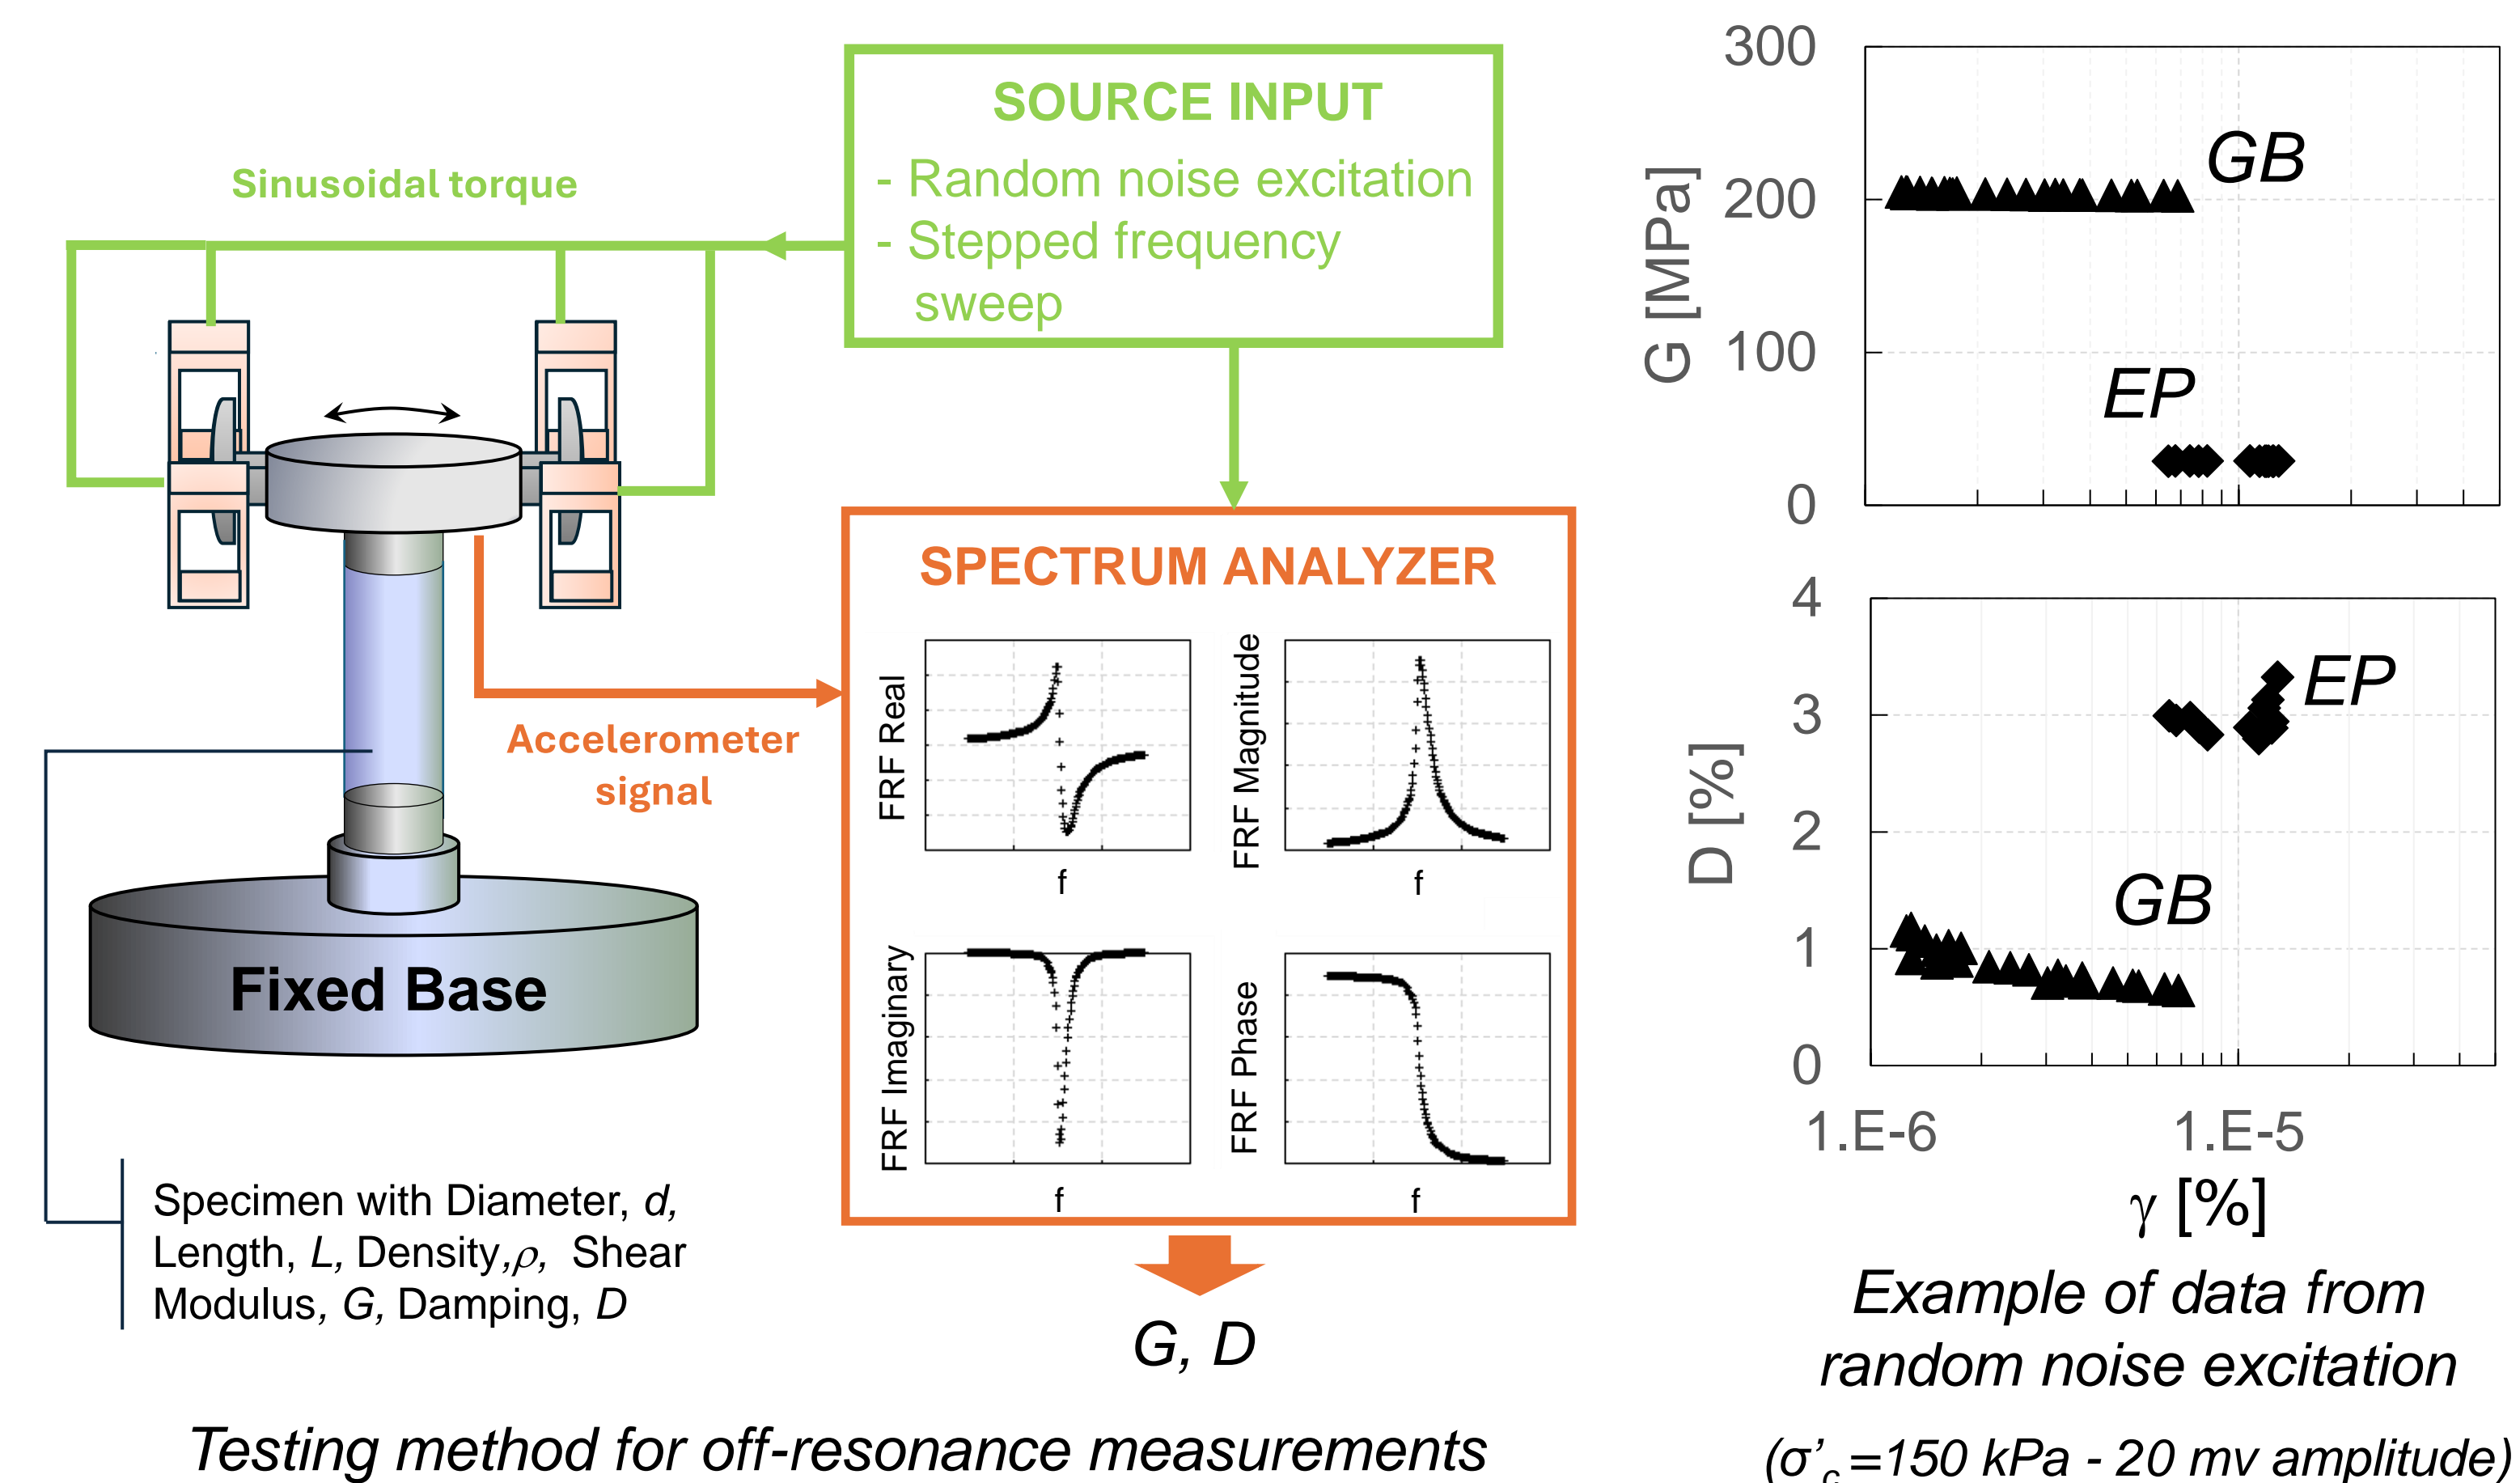 SOURCE INPUT
- Random noise excitation
- Stepped frequency
sweep
Sinusoidal torque
SPECTRUM ANALYZER
FRF Real
f
FRF Magnitude
f
FRF Imaginary
f
FRF Phase
f
Accelerometer
signal
Fixed Base
Specimen with Diameter, d,
Length, L, Density,ρ, Shear
Modulus, G, Damping, D
G, D
Testing method for off-resonance measurements
300
200
100
0
G [MPa]
GB
EP
4
3
2
1
0
D [%]
EP
GB
1.E-6
1.E-5
γ [%]
Example of data from
random noise excitation
(σ’c =150 kPa - 20 mv amplitude)